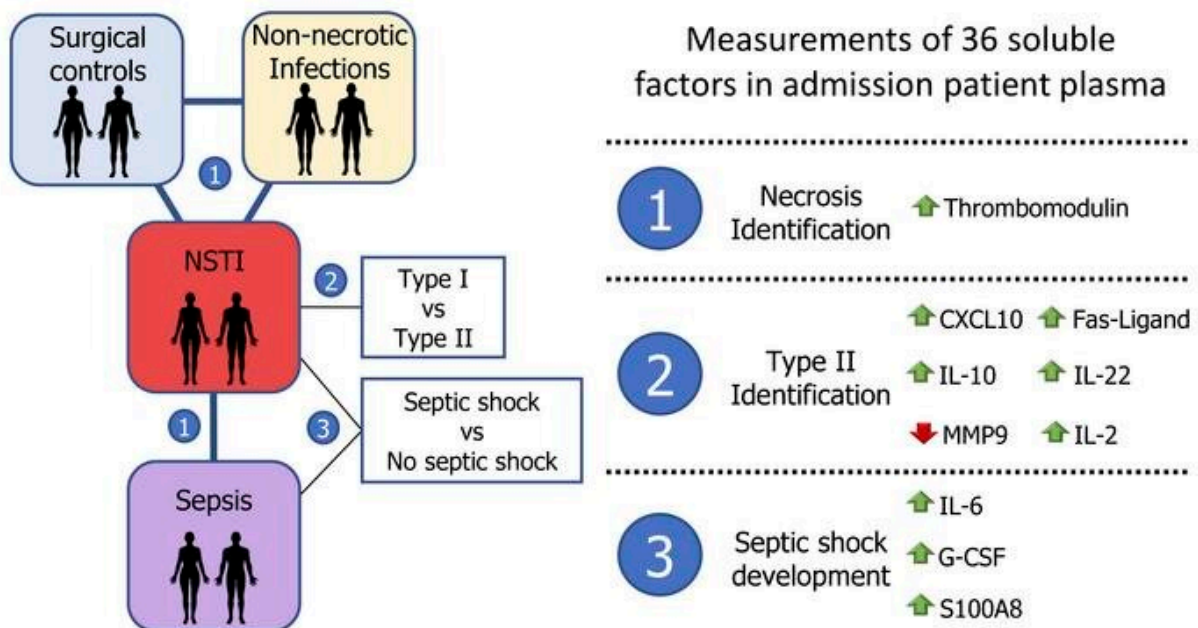 Surgical
controls
Non-necrotic
Infections
1
NSTI
2
Type I
vs
Type II
1
3
Septic shock
vs
No septic shock
Sepsis
Measurements of 36 soluble
factors in admission patient plasma
1
Necrosis
Identification
Thrombomodulin
2
Type II
Identification
CXCL10
Fas-Ligand
IL-10
IL-22
MMP9
IL-2
3
Septic shock
development
IL-6
G-CSF
S100A8